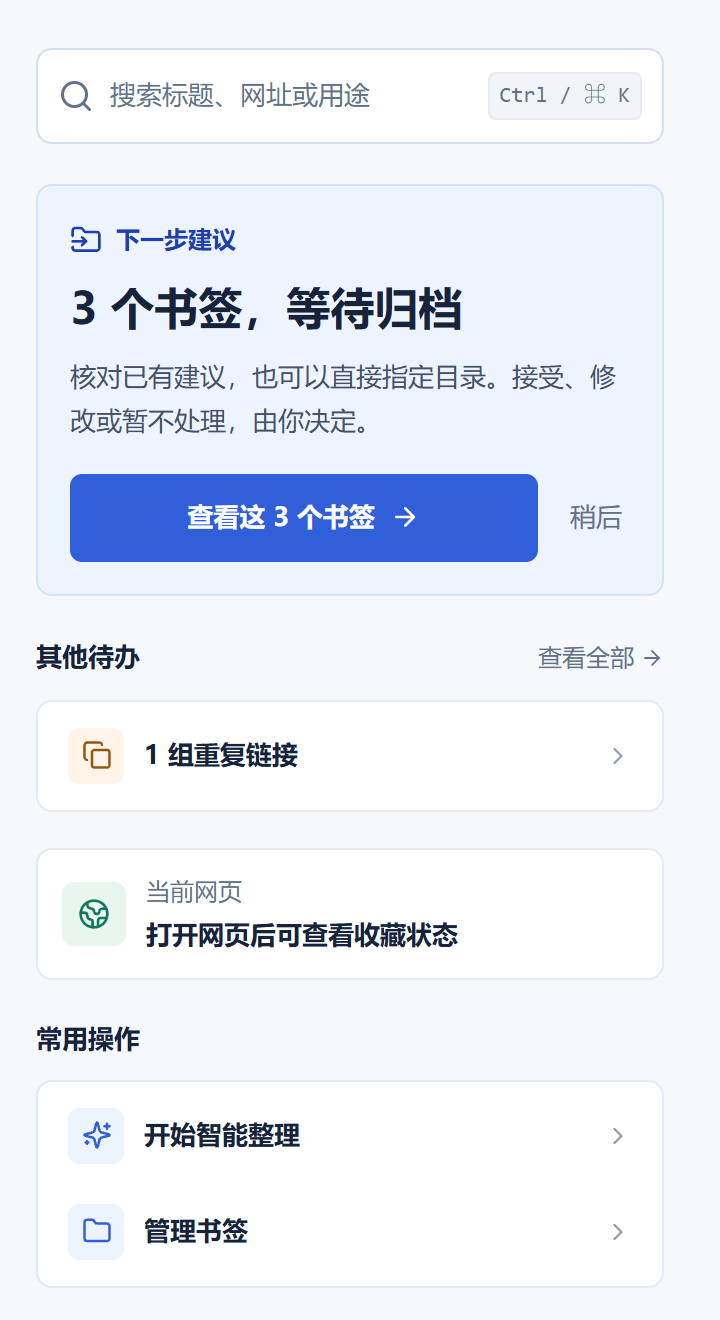 搜索标题、网址或用途
Ctrl / ⌘ K
下一步建议
3 个书签，等待归档
核对已有建议，也可以直接指定目录。接受、修
改或暂不处理，由你决定。
查看这 3 个书签 →
稍后
其他待办
查看全部 →
1 组重复链接
当前网页
打开网页后可查看收藏状态
常用操作
开始智能整理
管理书签